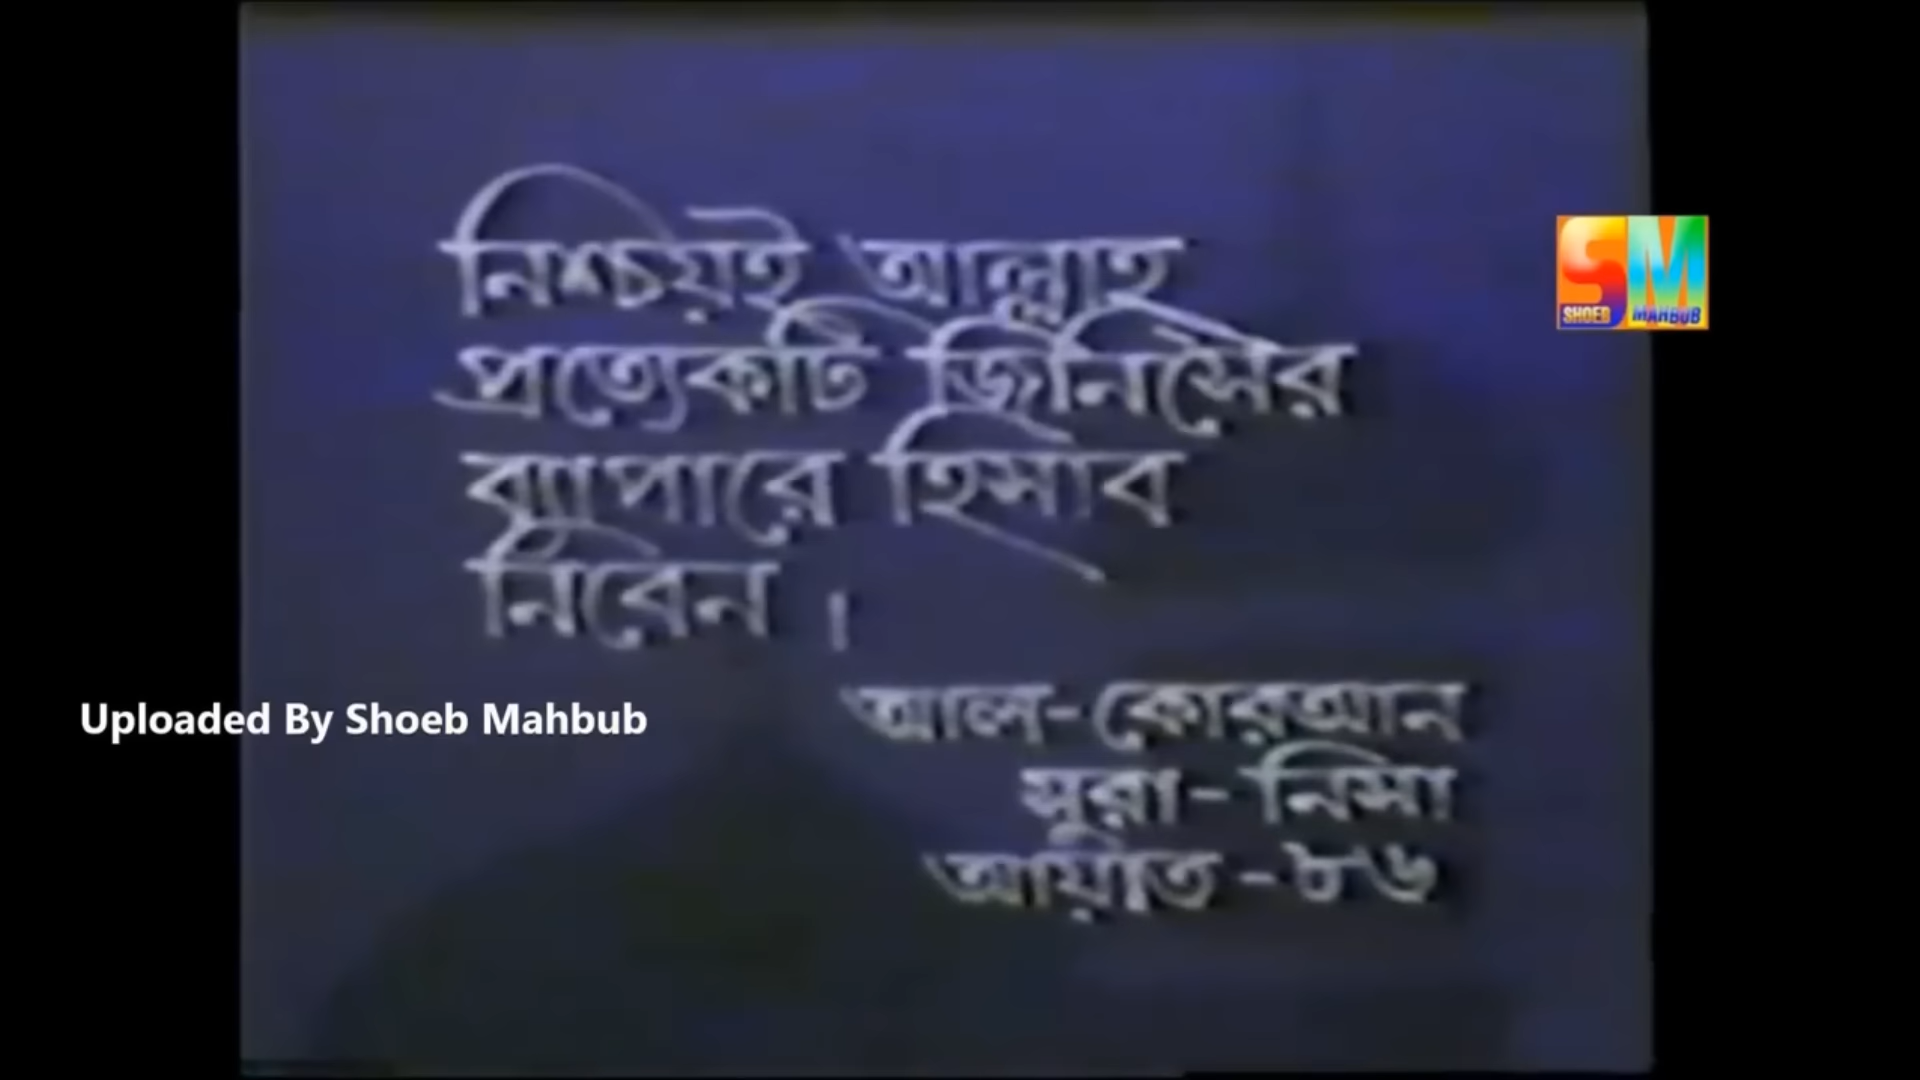 নিশ্চয়ই আল্লাহ
প্রত্যেকটি জিনিসের
ব্যাপারে হিসাব
নিবেন ।
আল-কোরআন
সুরা-নিসা
আয়াত-৮৬
Uploaded By Shoeb Mahbub
SM
SHOEB MAHBUB